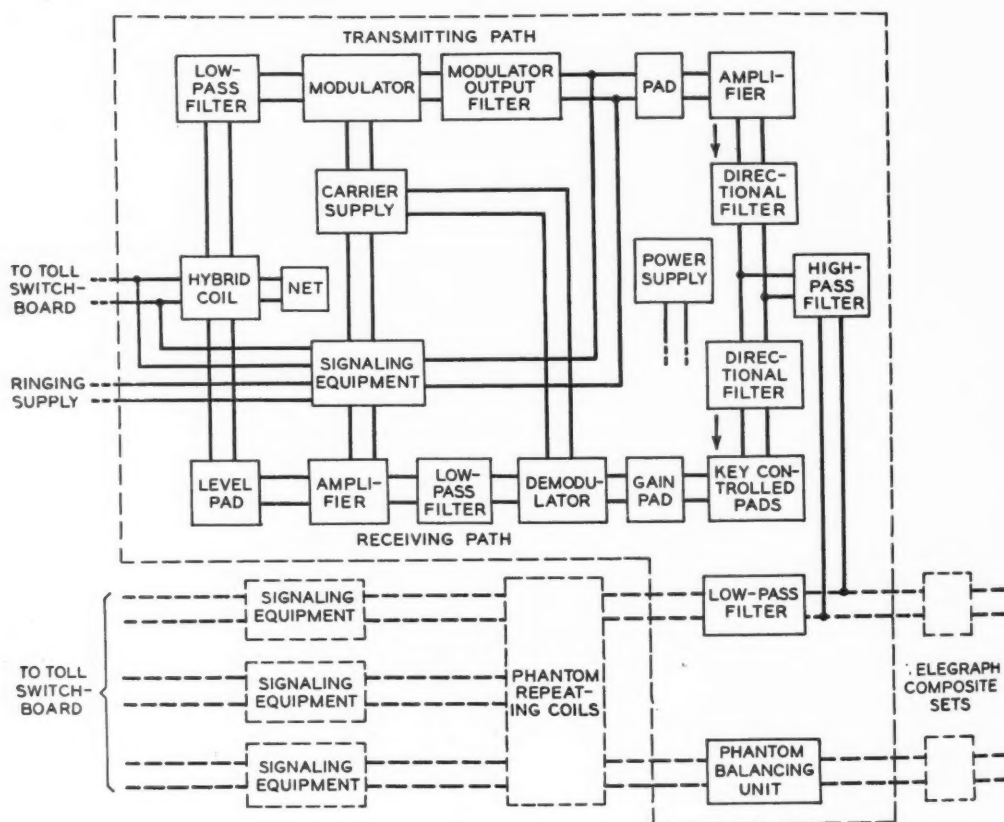 TRANSMITTING PATH
LOW-
PASS
FILTER
MODULATOR
MODULATOR
OUTPUT
FILTER
PAD
AMPLI-
FIER
CARRIER
SUPPLY
DIREC-
TIONAL
FILTER
TO TOLL
SWITCH-
BOARD
HYBRID
COIL
NET
POWER
SUPPLY
HIGH-
PASS
FILTER
SIGNALING
EQUIPMENT
DIREC-
TIONAL
FILTER
RINGING
SUPPLY
LEVEL
PAD
AMPLI-
FIER
LOW-
PASS
FILTER
DEMODU-
LATOR
GAIN
PAD
KEY CON-
TROLLED
PADS
RECEIVING PATH
SIGNALING
EQUIPMENT
LOW-PASS
FILTER
TO TOLL
SWITCH-
BOARD
SIGNALING
EQUIPMENT
PHANTOM
REPEAT-
ING COILS
ELEGRAPH
COMPOSITE
SETS
SIGNALING
EQUIPMENT
PHANTOM
BALANCING
UNIT